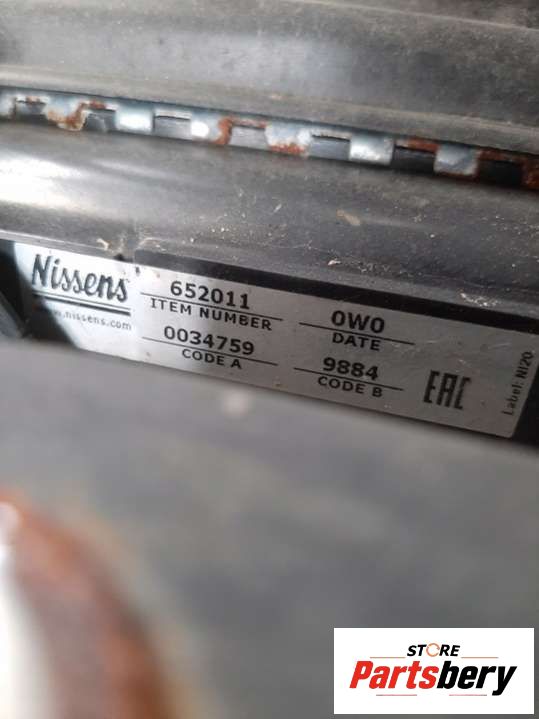 Nissens
www.nissens.com
652011
ITEM NUMBER
0034759
CODE A
0W0
DATE
9884
CODE B
EAC
Label: NI20
STORE
Partsbery